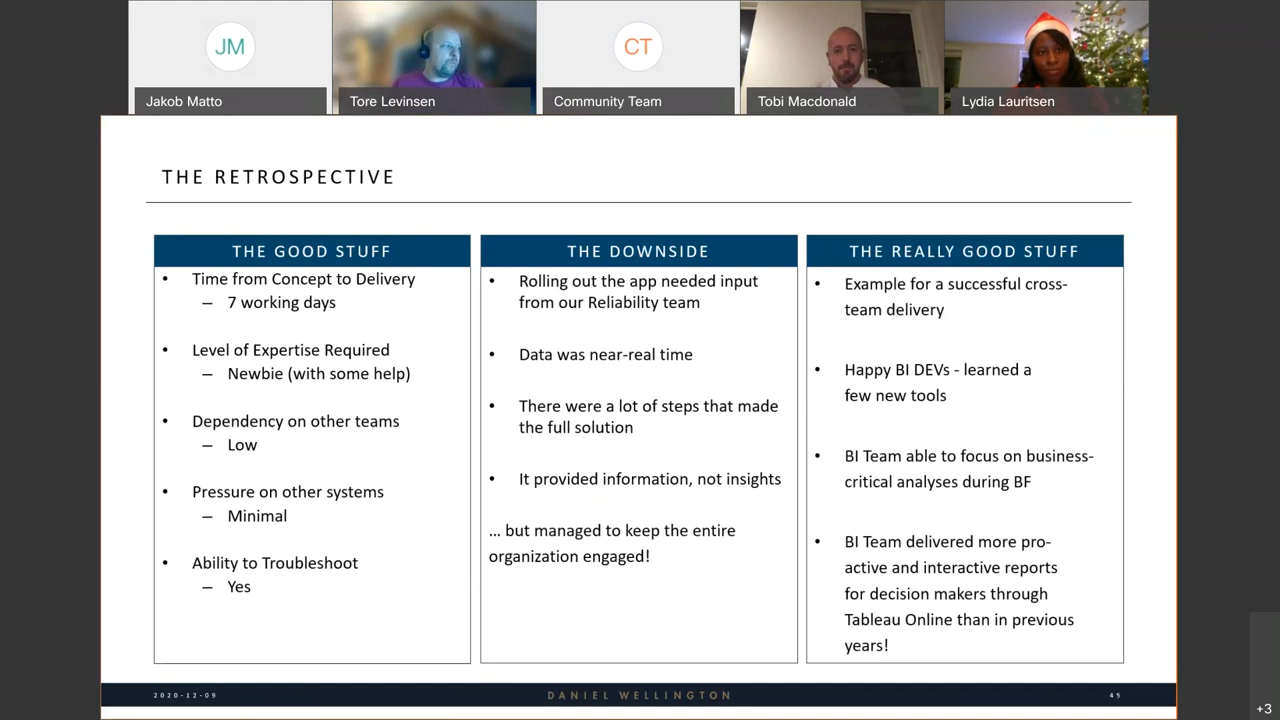 JM
CT
Jakob Matto
Tore Levinsen
Community Team
Tobi Macdonald
Lydia Lauritsen
THE RETROSPECTIVE
THE GOOD STUFF
• Time from Concept to Delivery
– 7 working days
• Level of Expertise Required
– Newbie (with some help)
• Dependency on other teams
– Low
• Pressure on other systems
– Minimal
• Ability to Troubleshoot
– Yes
THE DOWNSIDE
• Rolling out the app needed input
from our Reliability team
• Data was near-real time
• There were a lot of steps that made
the full solution
• It provided information, not insights
... but managed to keep the entire
organization engaged!
THE REALLY GOOD STUFF
• Example for a successful cross-
team delivery
• Happy BI DEVs - learned a
few new tools
• BI Team able to focus on business-
critical analyses during BF
• BI Team delivered more pro-
active and interactive reports
for decision makers through
Tableau Online than in previous
years!
2020-12-09
DANIEL WELLINGTON
45
+3